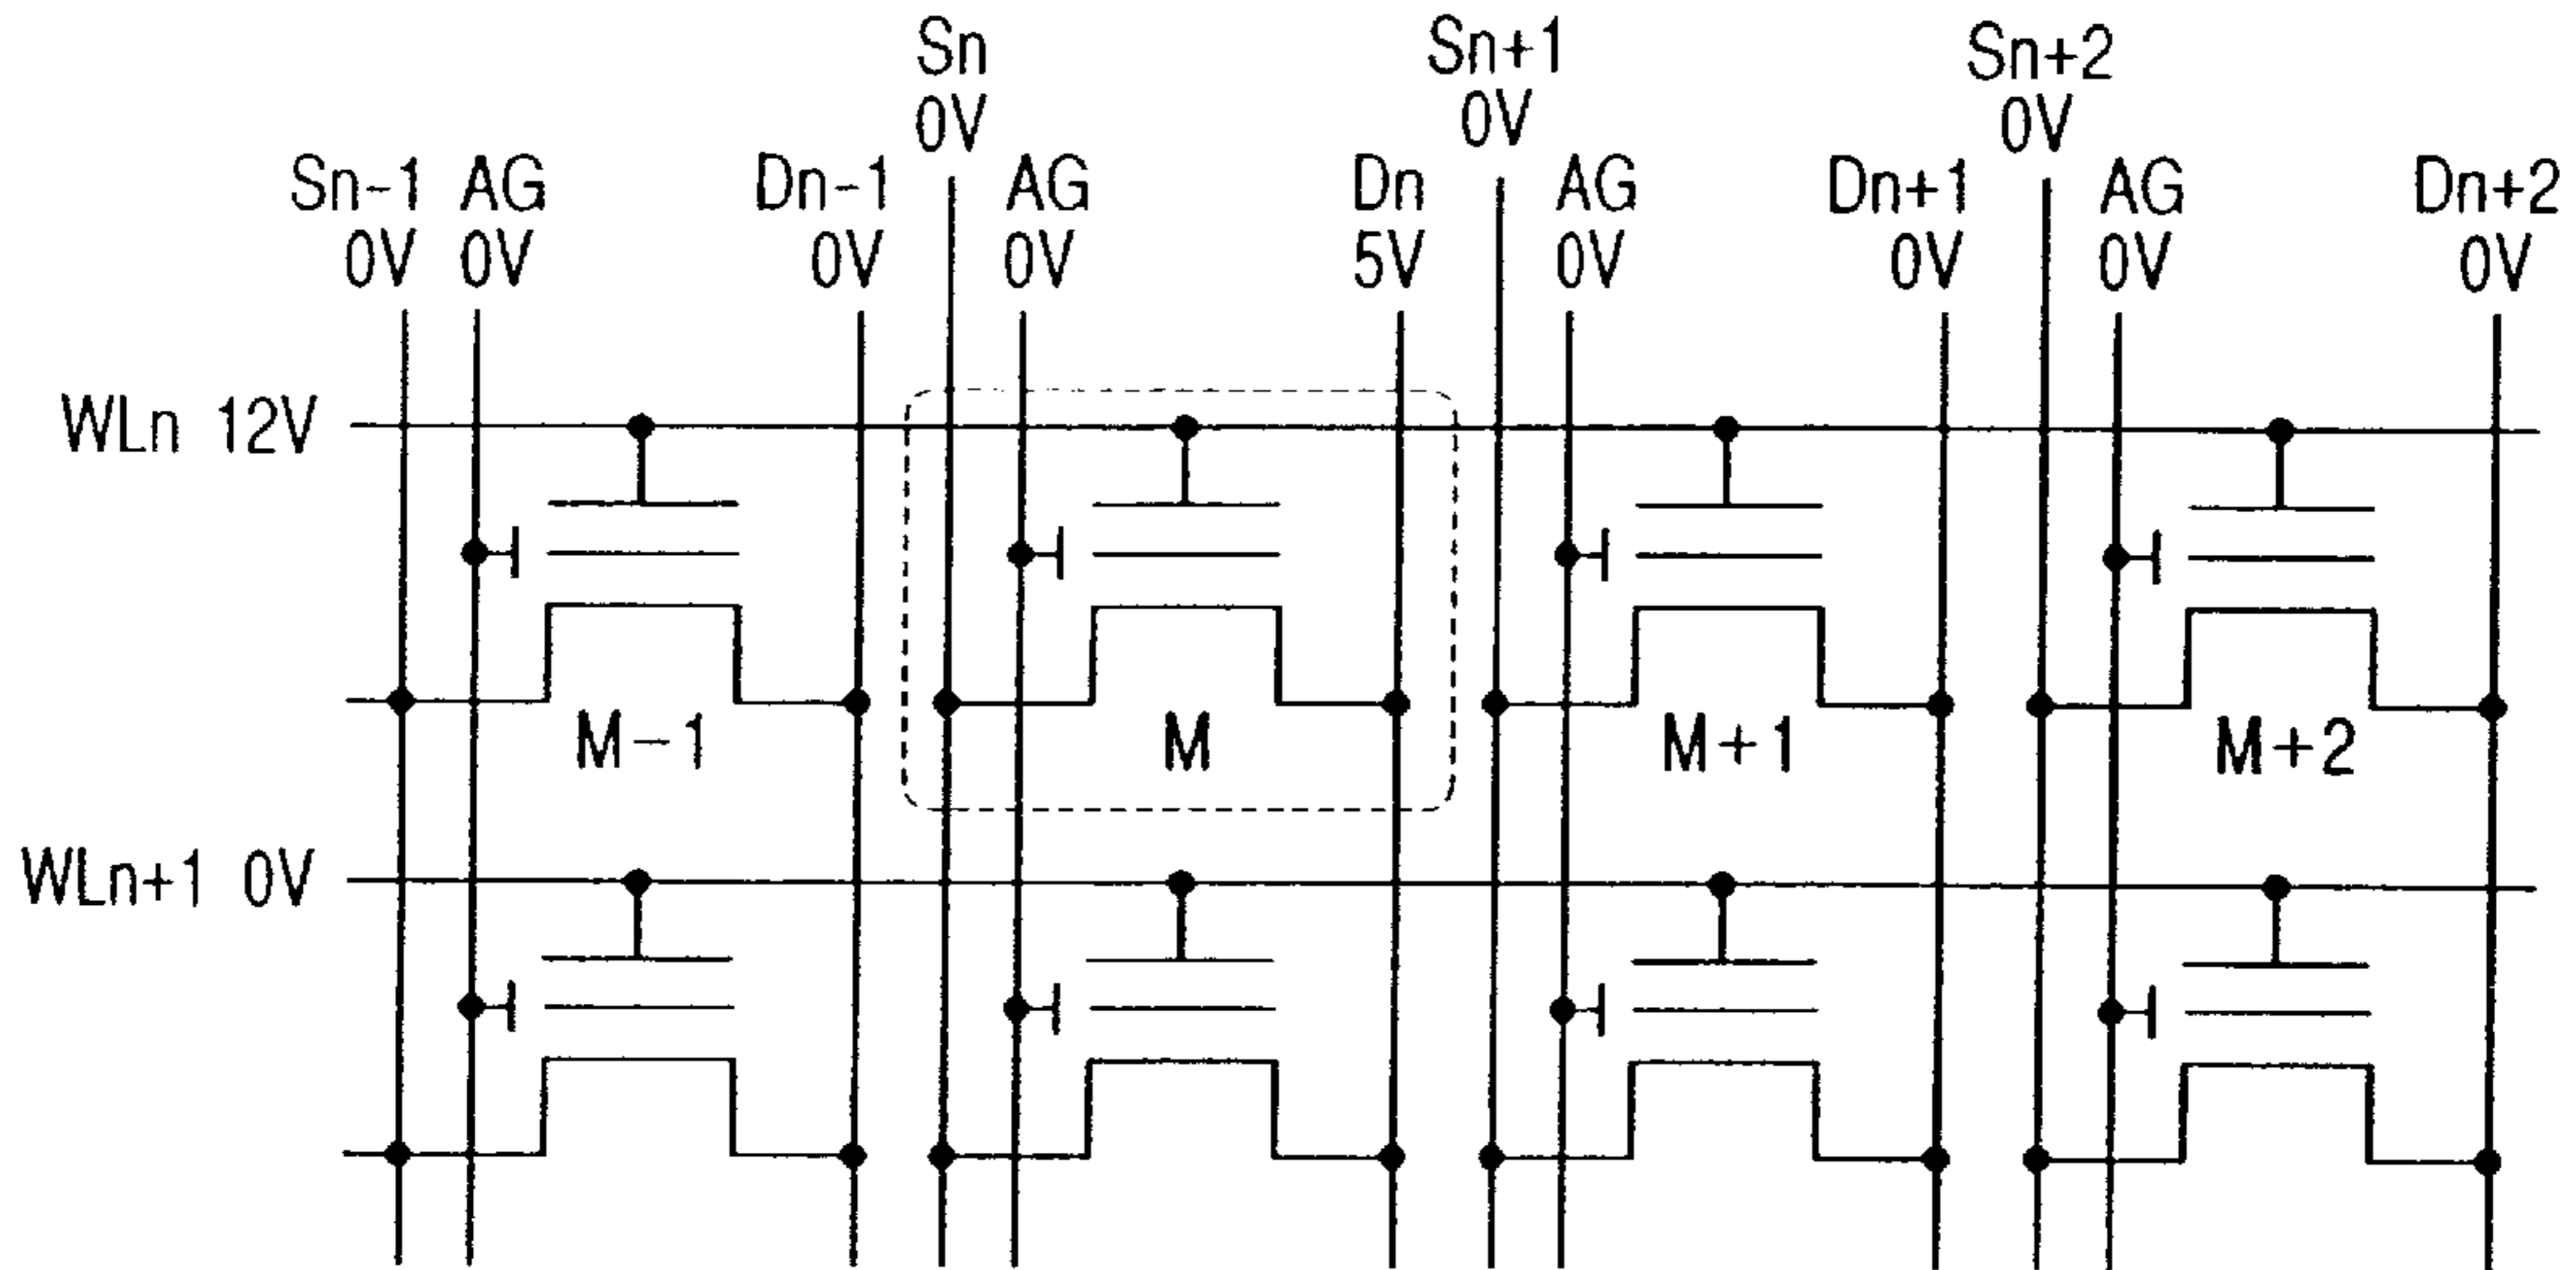 Sn
0V
Sn+1
0V
Sn+2
0V
Sn-1
0V
AG
0V
Dn-1
0V
AG
0V
Dn
5V
AG
0V
Dn+1
0V
AG
0V
Dn+2
0V
WLn 12V
M-1
M
M+1
M+2
WLn+1 0V